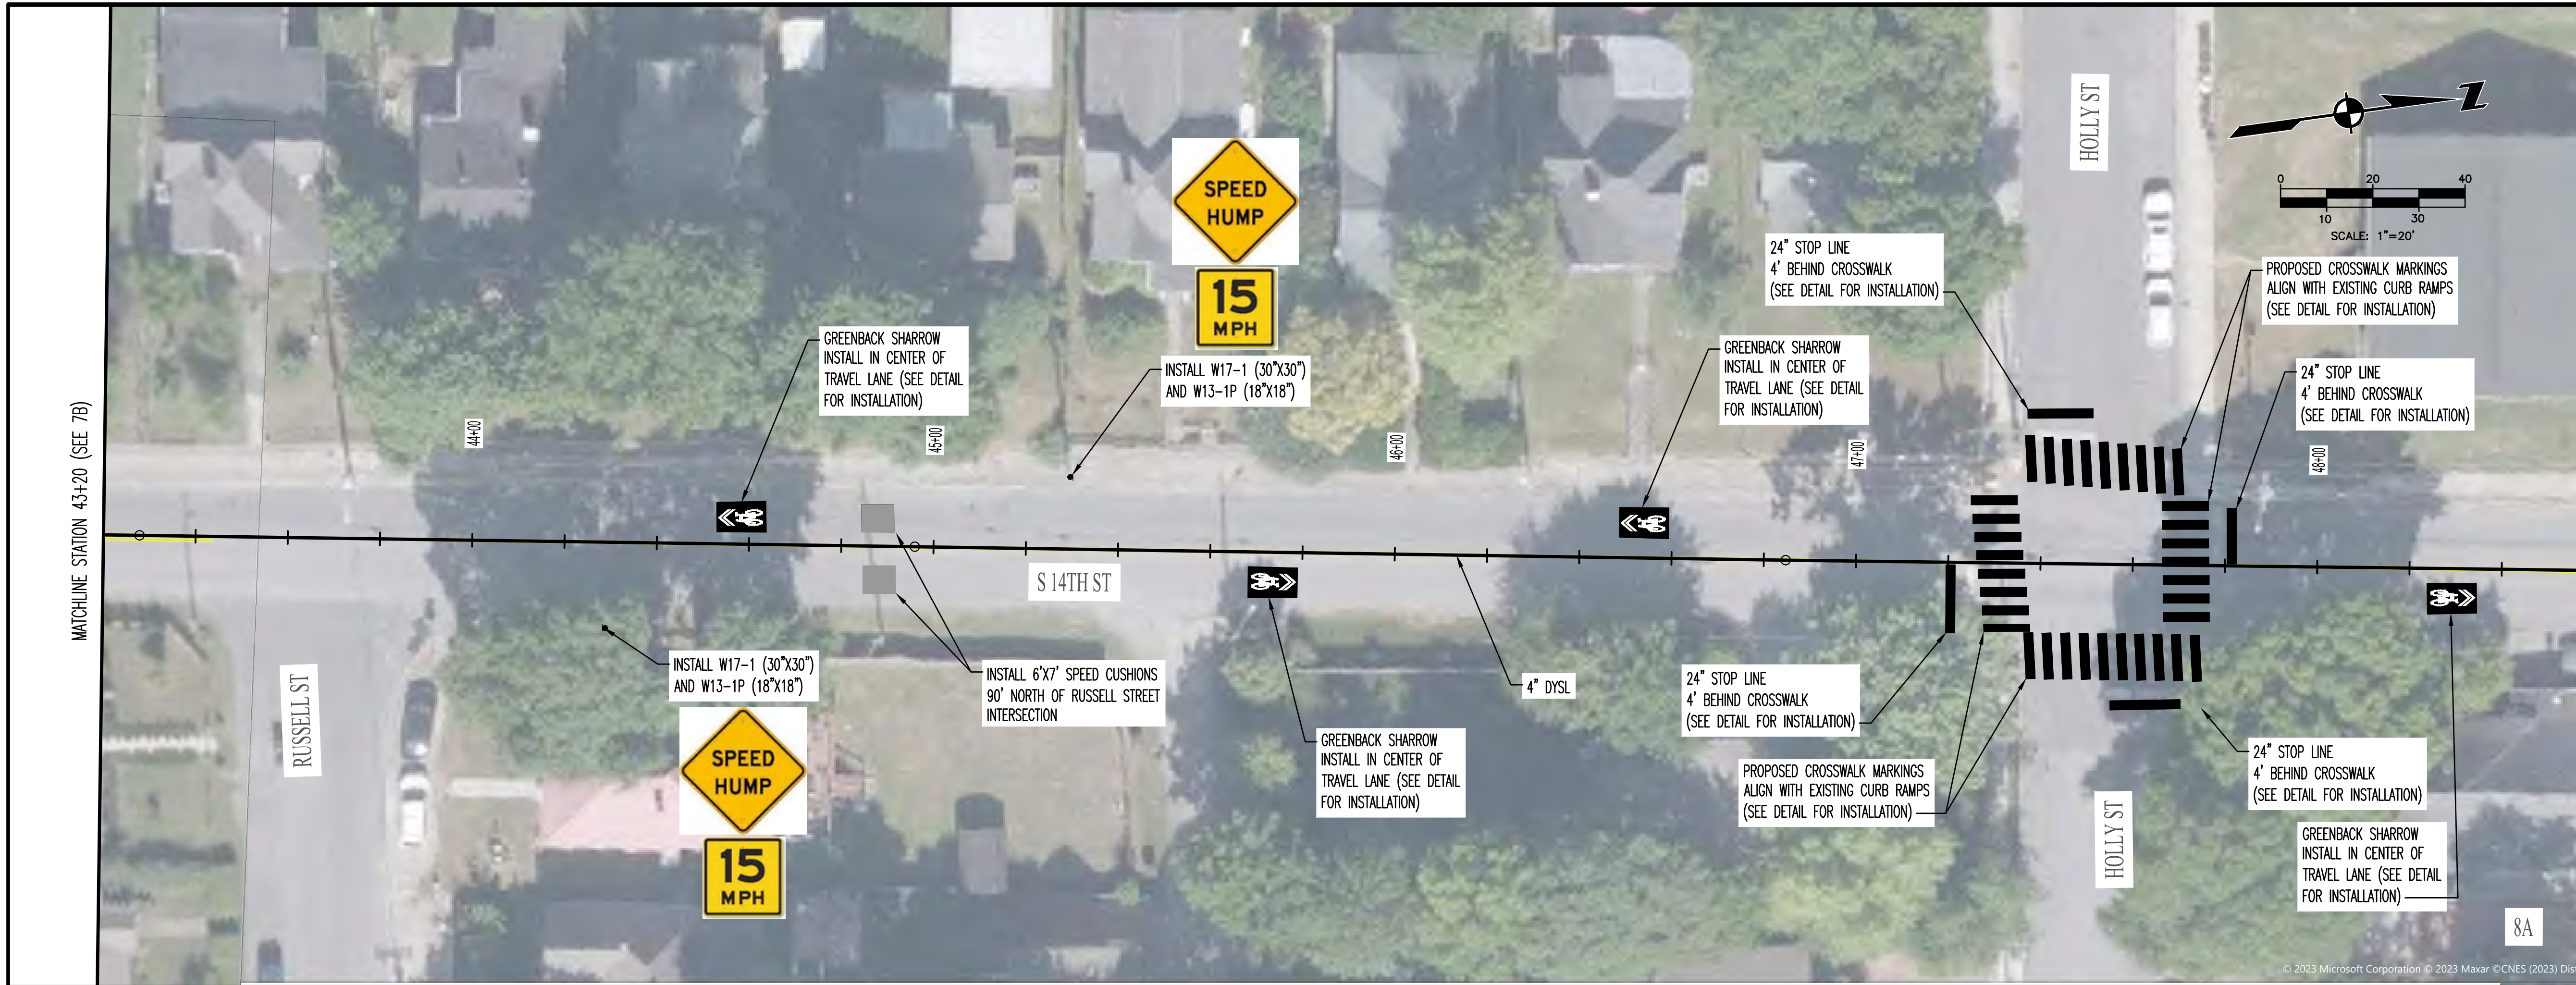 MATCHLINE STATION 43+20 (SEE 7B)
RUSSELL ST
44+00
GREENBACK SHARROW
INSTALL IN CENTER OF
TRAVEL LANE (SEE DETAIL
FOR INSTALLATION)
45+00
SPEED
HUMP
15
MPH
INSTALL W17-1 (30"X30")
AND W13-1P (18"X18")
46+00
GREENBACK SHARROW
INSTALL IN CENTER OF
TRAVEL LANE (SEE DETAIL
FOR INSTALLATION)
24" STOP LINE
4' BEHIND CROSSWALK
(SEE DETAIL FOR INSTALLATION)
47+00
HOLLY ST
Z
0 20 40
10 30
SCALE: 1"=20'
PROPOSED CROSSWALK MARKINGS
ALIGN WITH EXISTING CURB RAMPS
(SEE DETAIL FOR INSTALLATION)
24" STOP LINE
4' BEHIND CROSSWALK
(SEE DETAIL FOR INSTALLATION)
48+00
S 14TH ST
INSTALL W17-1 (30"X30")
AND W13-1P (18"X18")
SPEED
HUMP
15
MPH
INSTALL 6'X7' SPEED CUSHIONS
90' NORTH OF RUSSELL STREET
INTERSECTION
GREENBACK SHARROW
INSTALL IN CENTER OF
TRAVEL LANE (SEE DETAIL
FOR INSTALLATION)
4" DYSL
24" STOP LINE
4' BEHIND CROSSWALK
(SEE DETAIL FOR INSTALLATION)
PROPOSED CROSSWALK MARKINGS
ALIGN WITH EXISTING CURB RAMPS
(SEE DETAIL FOR INSTALLATION)
HOLLY ST
24" STOP LINE
4' BEHIND CROSSWALK
(SEE DETAIL FOR INSTALLATION)
GREENBACK SHARROW
INSTALL IN CENTER OF
TRAVEL LANE (SEE DETAIL
FOR INSTALLATION)
8A
© 2023 Microsoft Corporation © 2023 Maxar ©CNES (2023) Dist